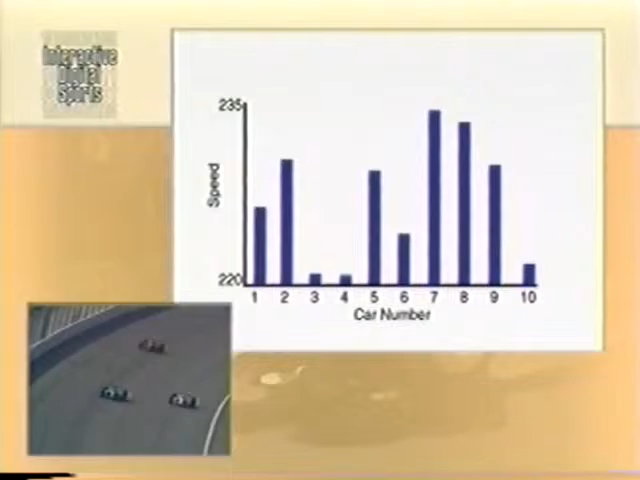 Interactive
Digital
Sports
235
Speed
220
1 2 3 4 5 6 7 8 9 10
Car Number